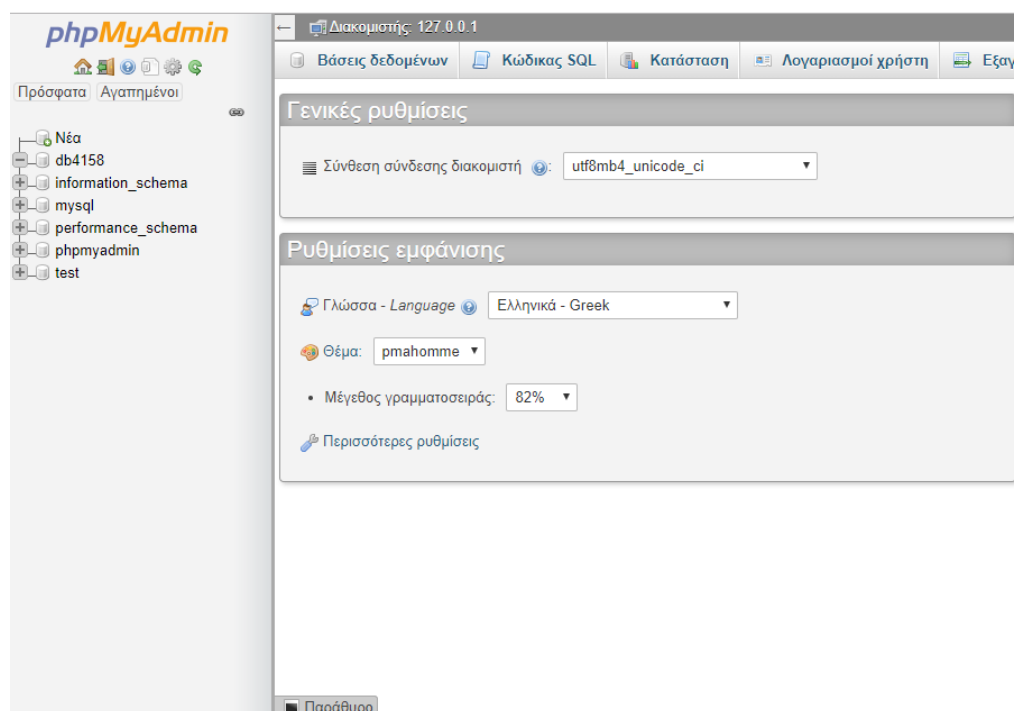 phpMyAdmin
Πρόσφατα Αγαπημένοι
Νέα
db4158
information_schema
mysql
performance_schema
phpmyadmin
test
← Διακομιστής: 127.0.0.1
Βάσεις δεδομένων Κώδικας SQL Κατάσταση Λογαριασμοί χρήστη
Γενικές ρυθμίσεις
Σύνθεση σύνδεσης διακομιστή : utf8mb4_unicode_ci
Ρυθμίσεις εμφάνισης
Γλώσσα - Language Ελληνικά - Greek
Θέμα: pmahomme
• Μέγεθος γραμματοσειράς: 82%
Περισσότερες ρυθμίσεις
Παράθυρο